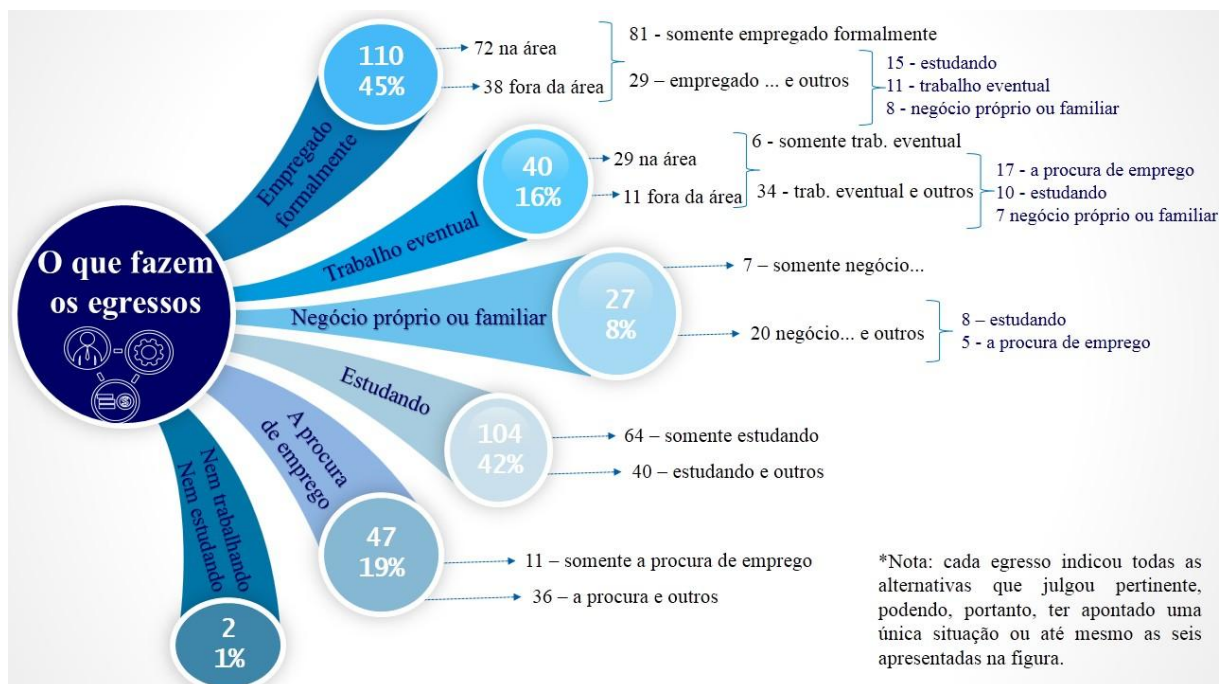 O que fazem
os egressos
Empregado
formalmente
110
45%
72 na área
38 fora da área
81 - somente empregado formalmente
29 – empregado ... e outros
15 - estudando
11 - trabalho eventual
8 - negócio próprio ou familiar
Trabalho eventual
40
16%
29 na área
11 fora da área
6 - somente trab. eventual
34 - trab. eventual e outros
17 - a procura de emprego
10 - estudando
7 negócio próprio ou familiar
Negócio próprio ou familiar
27
8%
7 – somente negócio...
20 negócio... e outros
8 – estudando
5 - a procura de emprego
Estudando
104
42%
64 – somente estudando
40 – estudando e outros
A procura
de emprego
47
19%
11 – somente a procura de emprego
36 – a procura e outros
Nem trabalhando
Nem estudando
2
1%
*Nota: cada egresso indicou todas as
alternativas que julgou pertinente,
podendo, portanto, ter apontado uma
única situação ou até mesmo as seis
apresentadas na figura.